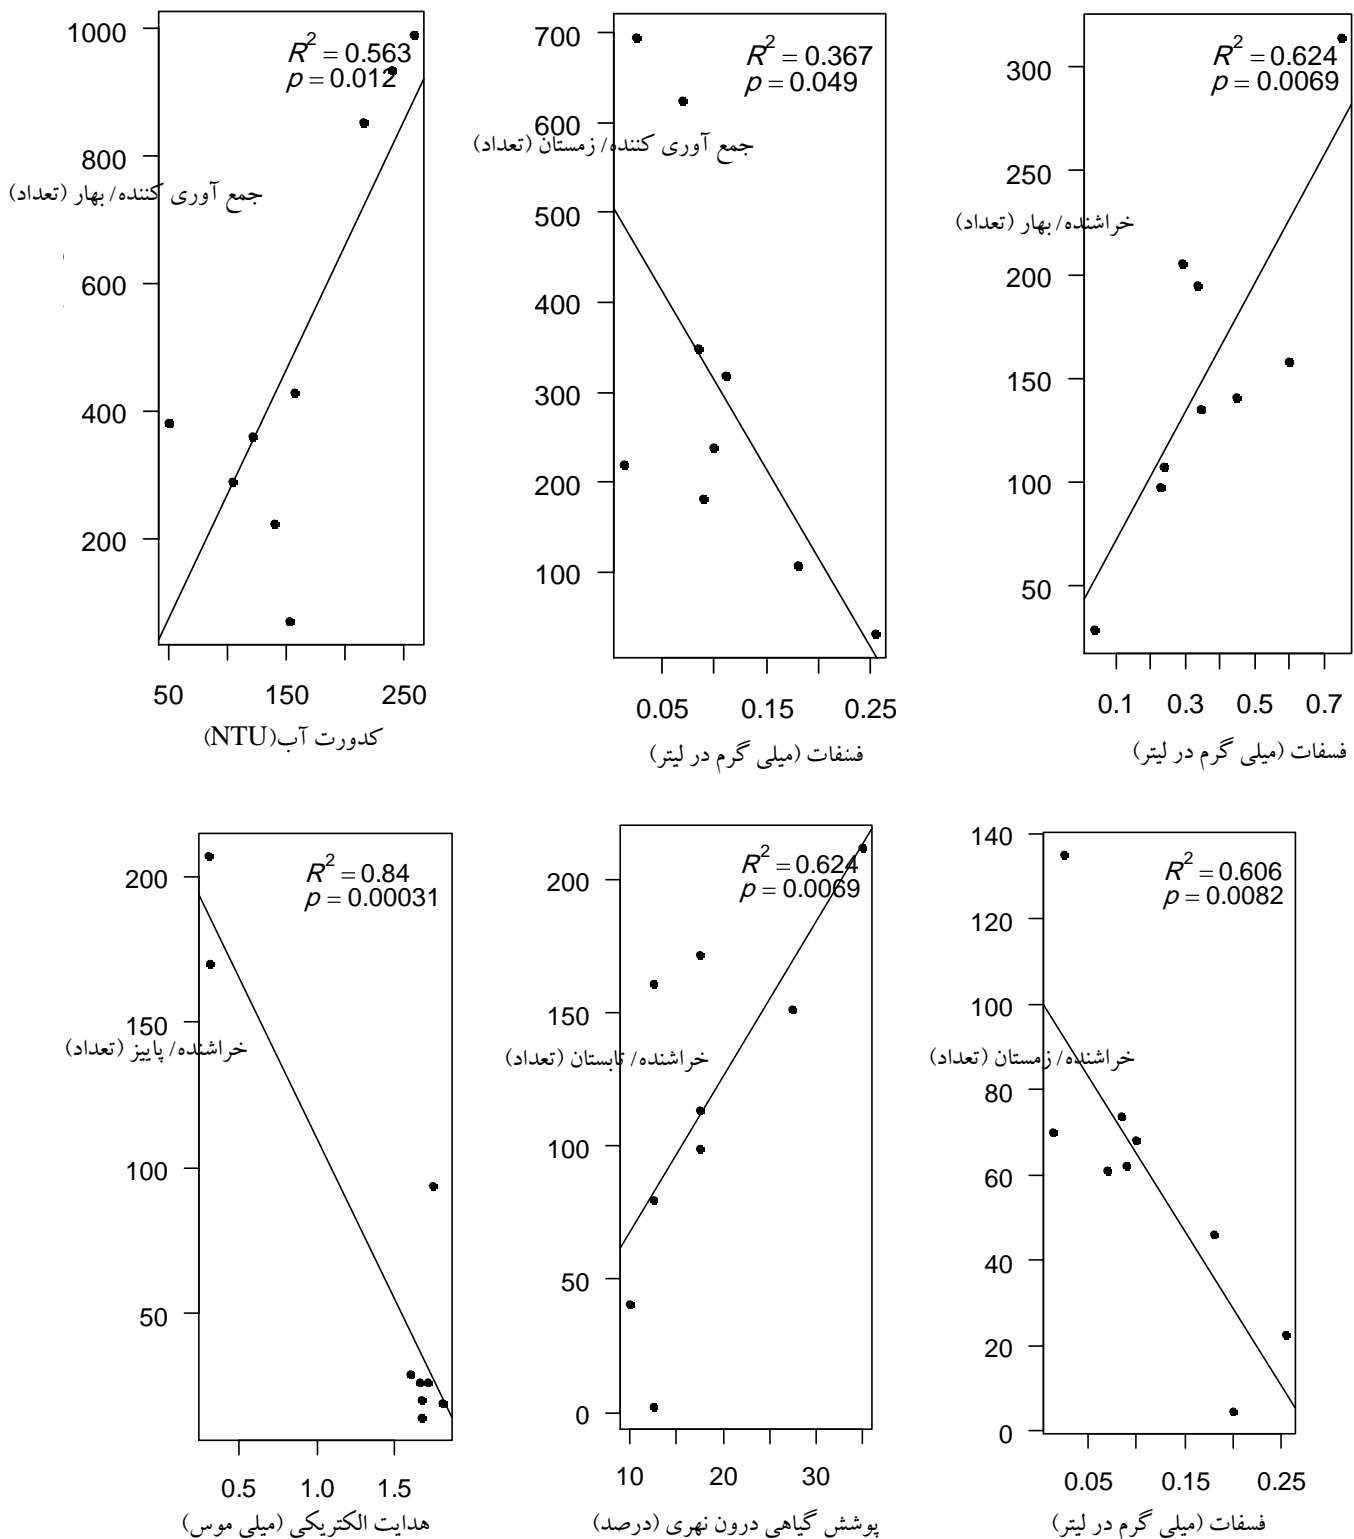 1000
800
600
400
200
R² = 0.563
p = 0.012
جمع آوری کننده/ بهار (تعداد)
50 150 250
کدورت آب(NTU)
700
600
500
400
300
200
100
R² = 0.367
p = 0.049
جمع آوری کننده/ زمستان (تعداد)
0.05 0.15 0.25
فسفات (میلی گرم در لیتر)
300
250
200
150
100
50
R² = 0.624
p = 0.0069
خراشنده/ بهار (تعداد)
0.1 0.3 0.5 0.7
فسفات (میلی گرم در لیتر)
200
150
100
50
R² = 0.84
p = 0.00031
خراشنده/ پاییز (تعداد)
0.5 1.0 1.5
هدایت الکتریکی (میلی موس)
200
150
100
50
0
R² = 0.624
p = 0.0069
خراشنده/ تابستان (تعداد)
10 20 30
پوشش گیاهی درون نهری (درصد)
140
120
100
80
60
40
20
0
R² = 0.606
p = 0.0082
خراشنده/ زمستان (تعداد)
0.05 0.15 0.25
فسفات (میلی گرم در لیتر)